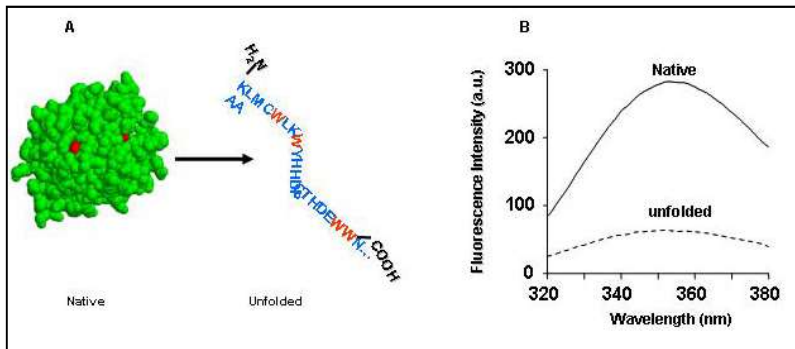 A
H₂N
AA
KLMCWLKW
COOH
Native
Unfolded
B
Fluorescence Intensity (a.u.)
300
200
100
0
Native
unfolded
320
340
360
380
Wavelength (nm)